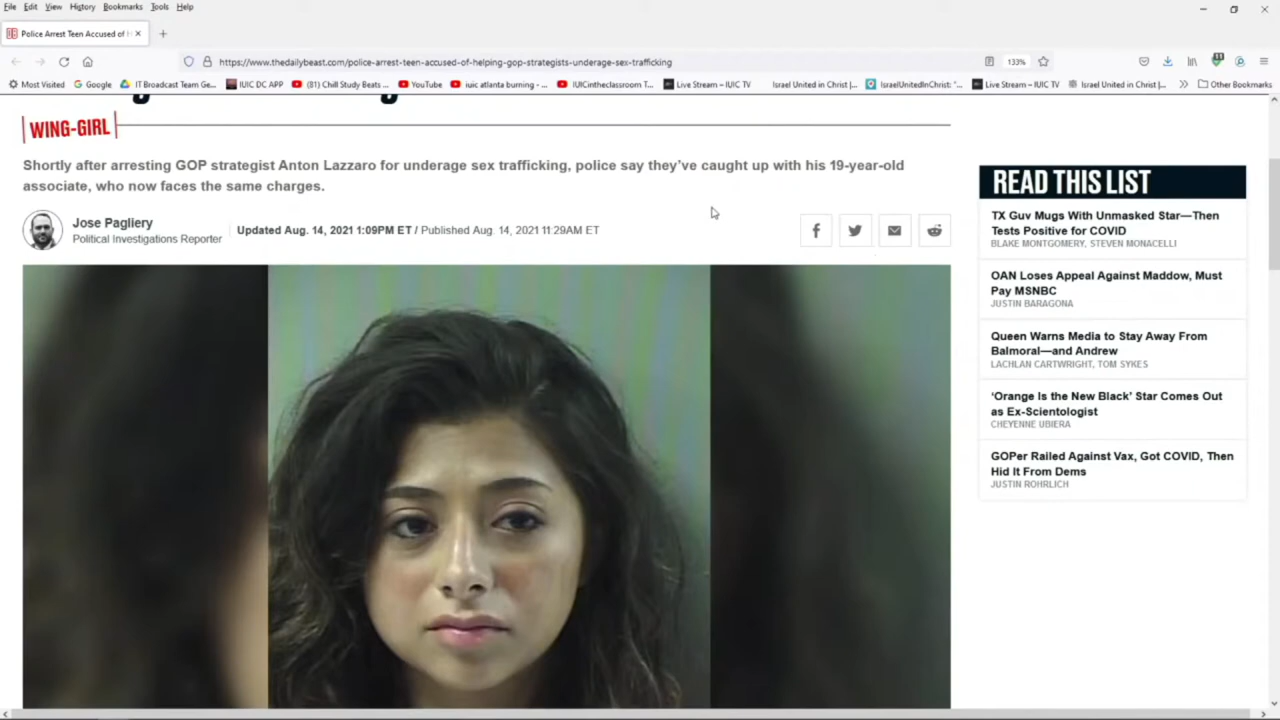 File Edit View History Bookmarks Tools Help
Police Arrest Teen Accused of H
https://www.thedailybeast.com/police-arrest-teen-accused-of-helping-gop-strategists-underage-sex-trafficking
133%
Most Visited Google IT Broadcast Team Ge... IUIC DC APP (81) Chill Study Beats ... YouTube iuic atlanta burning - ... IUICintheclassroom T... Live Stream – IUIC TV Israel United in Christ |... IsraelUnitedInChrist: "... Live Stream – IUIC TV Israel United in Christ |... Other Bookmarks
WING-GIRL
Shortly after arresting GOP strategist Anton Lazzaro for underage sex trafficking, police say they've caught up with his 19-year-old
associate, who now faces the same charges.
Jose Pagliery
Political Investigations Reporter
Updated Aug. 14, 2021 1:09PM ET / Published Aug. 14, 2021 11:29AM ET
READ THIS LIST
TX Guv Mugs With Unmasked Star—Then
Tests Positive for COVID
BLAKE MONTGOMERY, STEVEN MONACELLI
OAN Loses Appeal Against Maddow, Must
Pay MSNBC
JUSTIN BARAGONA
Queen Warns Media to Stay Away From
Balmoral—and Andrew
LACHLAN CARTWRIGHT, TOM SYKES
'Orange Is the New Black' Star Comes Out
as Ex-Scientologist
CHEYENNE UBIERA
GOPer Railed Against Vax, Got COVID, Then
Hid It From Dems
JUSTIN ROHRLICH